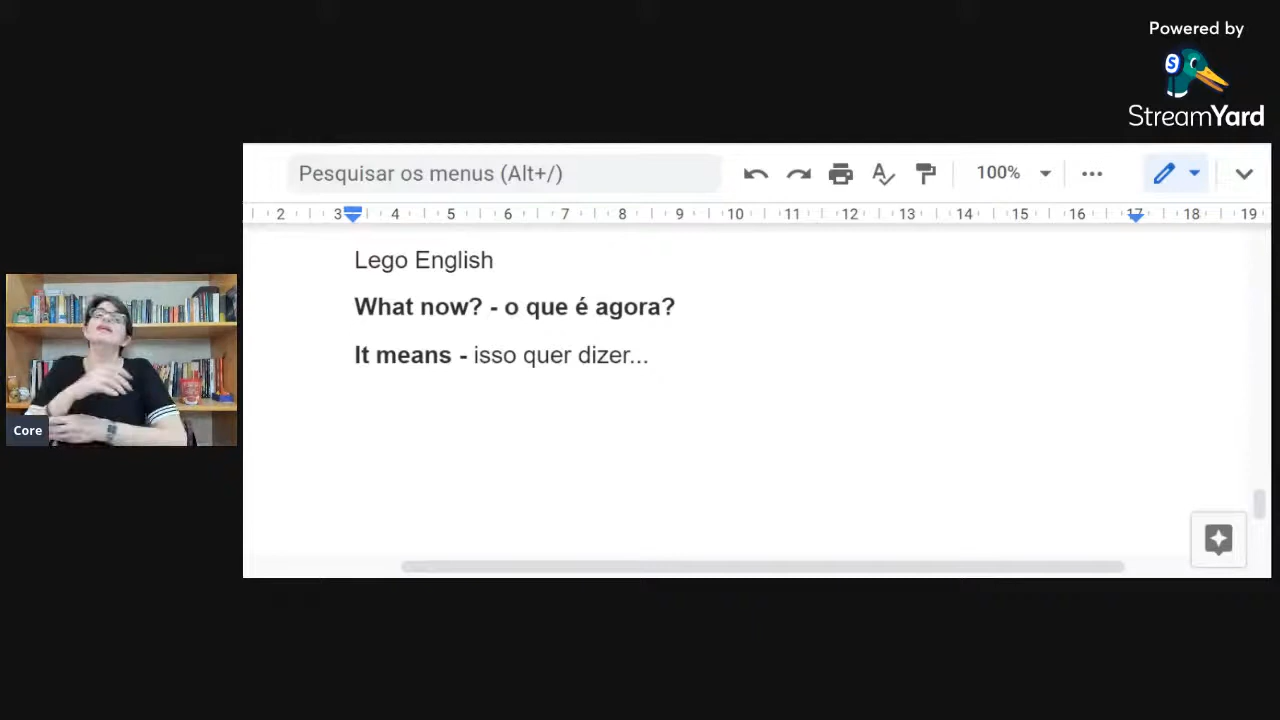 Powered by
S
StreamYard
Pesquisar os menus (Alt+/)
100%
2 3 4 5 6 7 8 9 10 11 12 13 14 15 16 17 18 19
Lego English
What now? - o que é agora?
It means - isso quer dizer...
Core